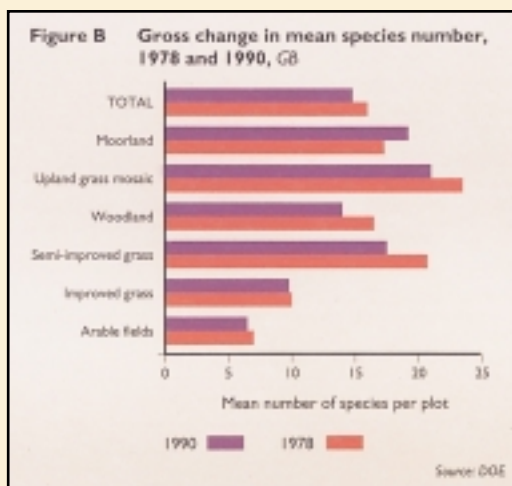 Figure B Gross change in mean species number,
1978 and 1990, GB
TOTAL
Moorland
Upland grass mosaic
Woodland
Semi-improved grass
Improved grass
Arable fields
0 5 10 15 20 25
Mean number of species per plot
1990 1978
Source: DOE